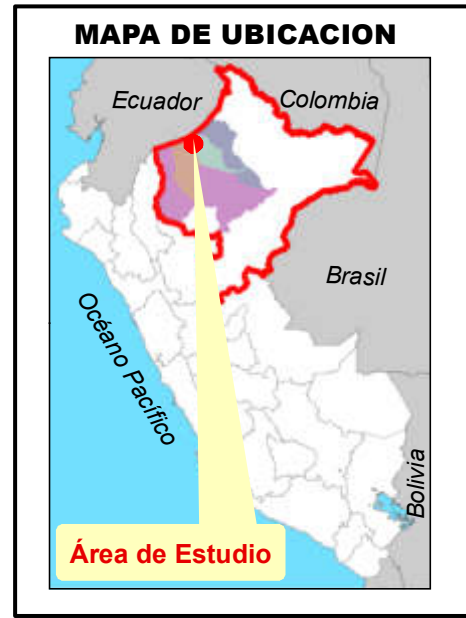 MAPA DE UBICACION
Ecuador
Colombia
Brasil
Océano Pacífico
Bolivia
Área de Estudio